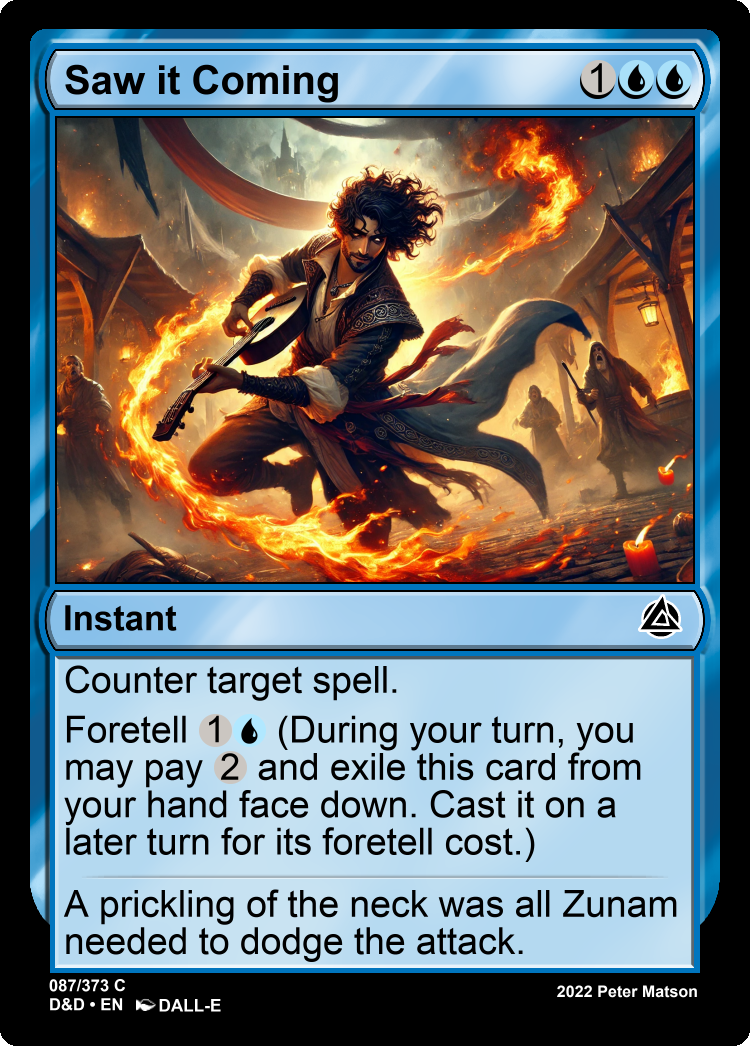 Saw it Coming 1
Instant
Counter target spell.
Foretell 1 (During your turn, you
may pay 2 and exile this card from
your hand face down. Cast it on a
later turn for its foretell cost.)
A prickling of the neck was all Zunam
needed to dodge the attack.
087/373 C
D&D • EN DALL-E
2022 Peter Matson